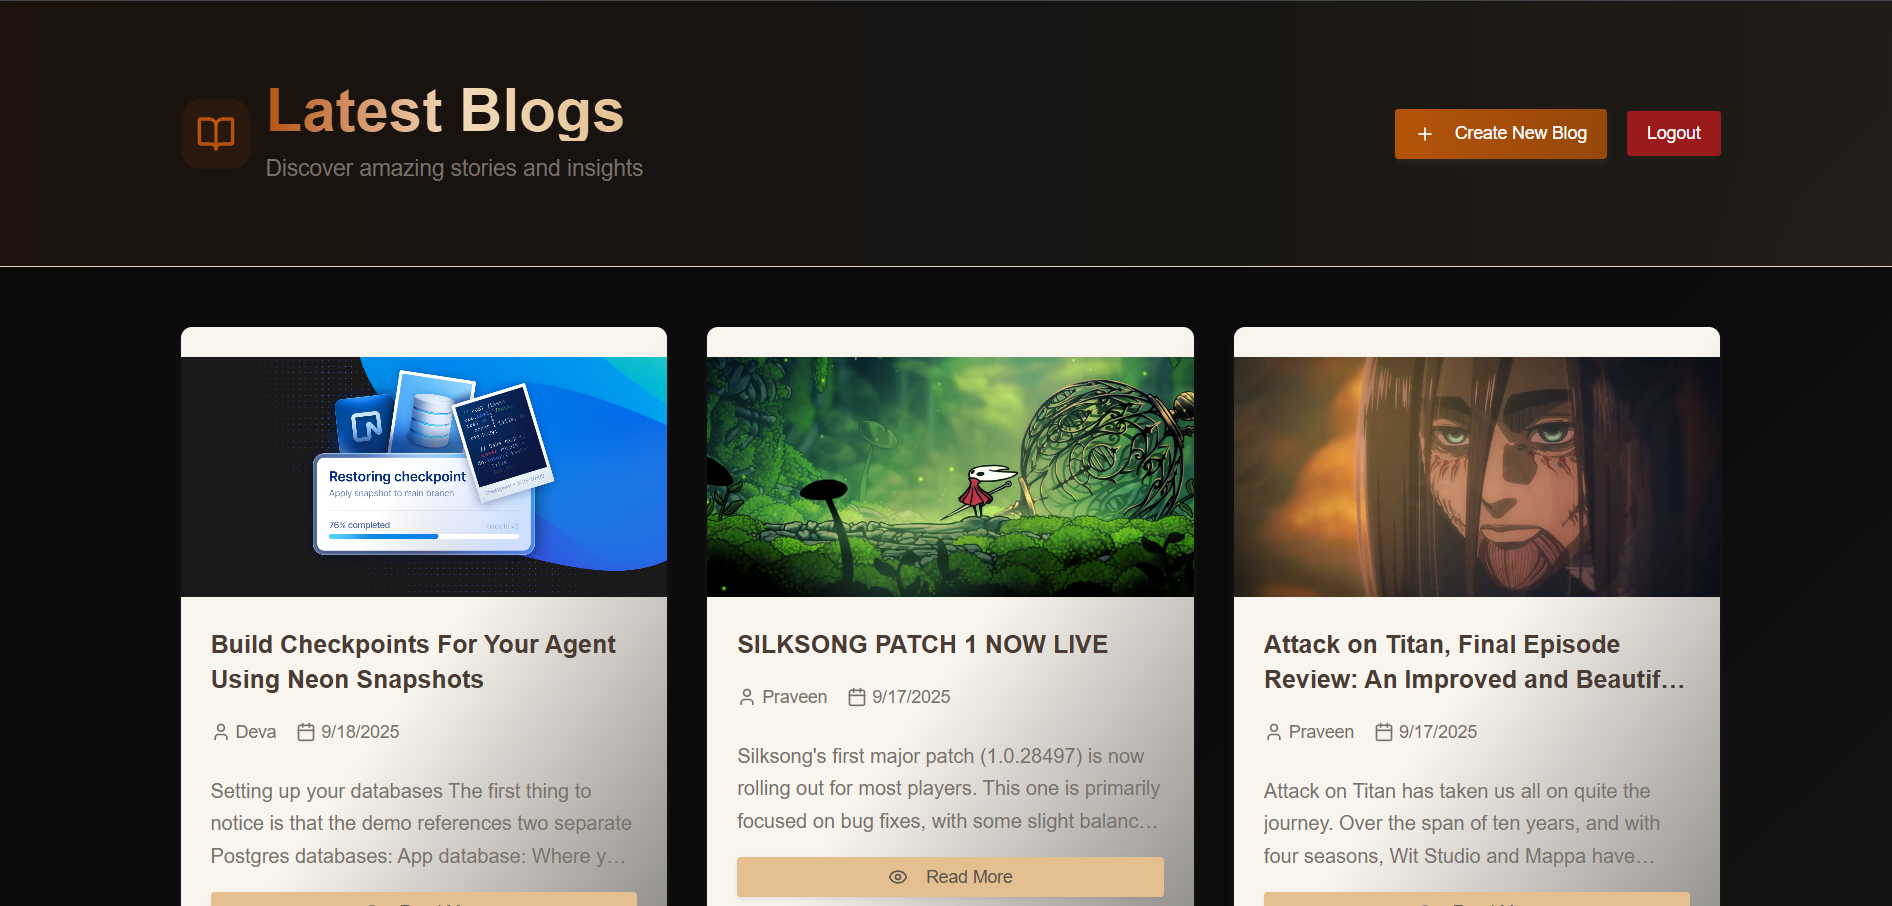 Latest Blogs
Discover amazing stories and insights
Create New Blog
Logout
Restoring checkpoint
Apply snapshot to main branch
76% completed
back to v2
Build Checkpoints For Your Agent
Using Neon Snapshots
Deva 9/18/2025
Setting up your databases The first thing to
notice is that the demo references two separate
Postgres databases: App database: Where y…
SILKSONG PATCH 1 NOW LIVE
Praveen 9/17/2025
Silksong's first major patch (1.0.28497) is now
rolling out for most players. This one is primarily
focused on bug fixes, with some slight balanc…
Read More
Attack on Titan, Final Episode
Review: An Improved and Beautif…
Praveen 9/17/2025
Attack on Titan has taken us all on quite the
journey. Over the span of ten years, and with
four seasons, Wit Studio and Mappa have…